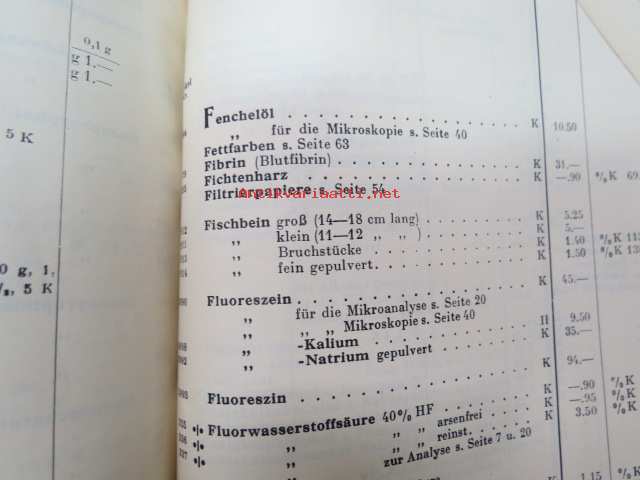 0,1 g
g 1.—
g 1.—
5 K
0 g, 1,
5 K
Fenchelöl K 10.50
„ für die Mikroskopie s. Seite 40
Fettfarben s. Seite 63
Fibrin (Blutfibrin) K 31.—
Fichtenharz K —.90 %K
Filtrierpapiere s. Seite 54
Antikvariaatti.net
Fischbein groß (14—18 cm lang) K 5.25
„ klein (11—12 „ „ ) K 5.—
„ Bruchstücke K 1.40 %K
„ fein gepulvert K 1.50 %K
Fluoreszein K 45.—
„ für die Mikroanalyse s. Seite 20
„ „ „ Mikroskopie s. Seite 40
„ -Kalium H 9.50
„ -Natrium gepulvert K 35.—
Fluoreszin K 94.—
Fluorwasserstoffsäure 40% HF K —.90 %K
„ „ „ arsenfrei K —.95 %K
„ „ „ reinst K 3.50 %K
„ zur Analyse s. Seite 7 u. 20
K 1.15 %K